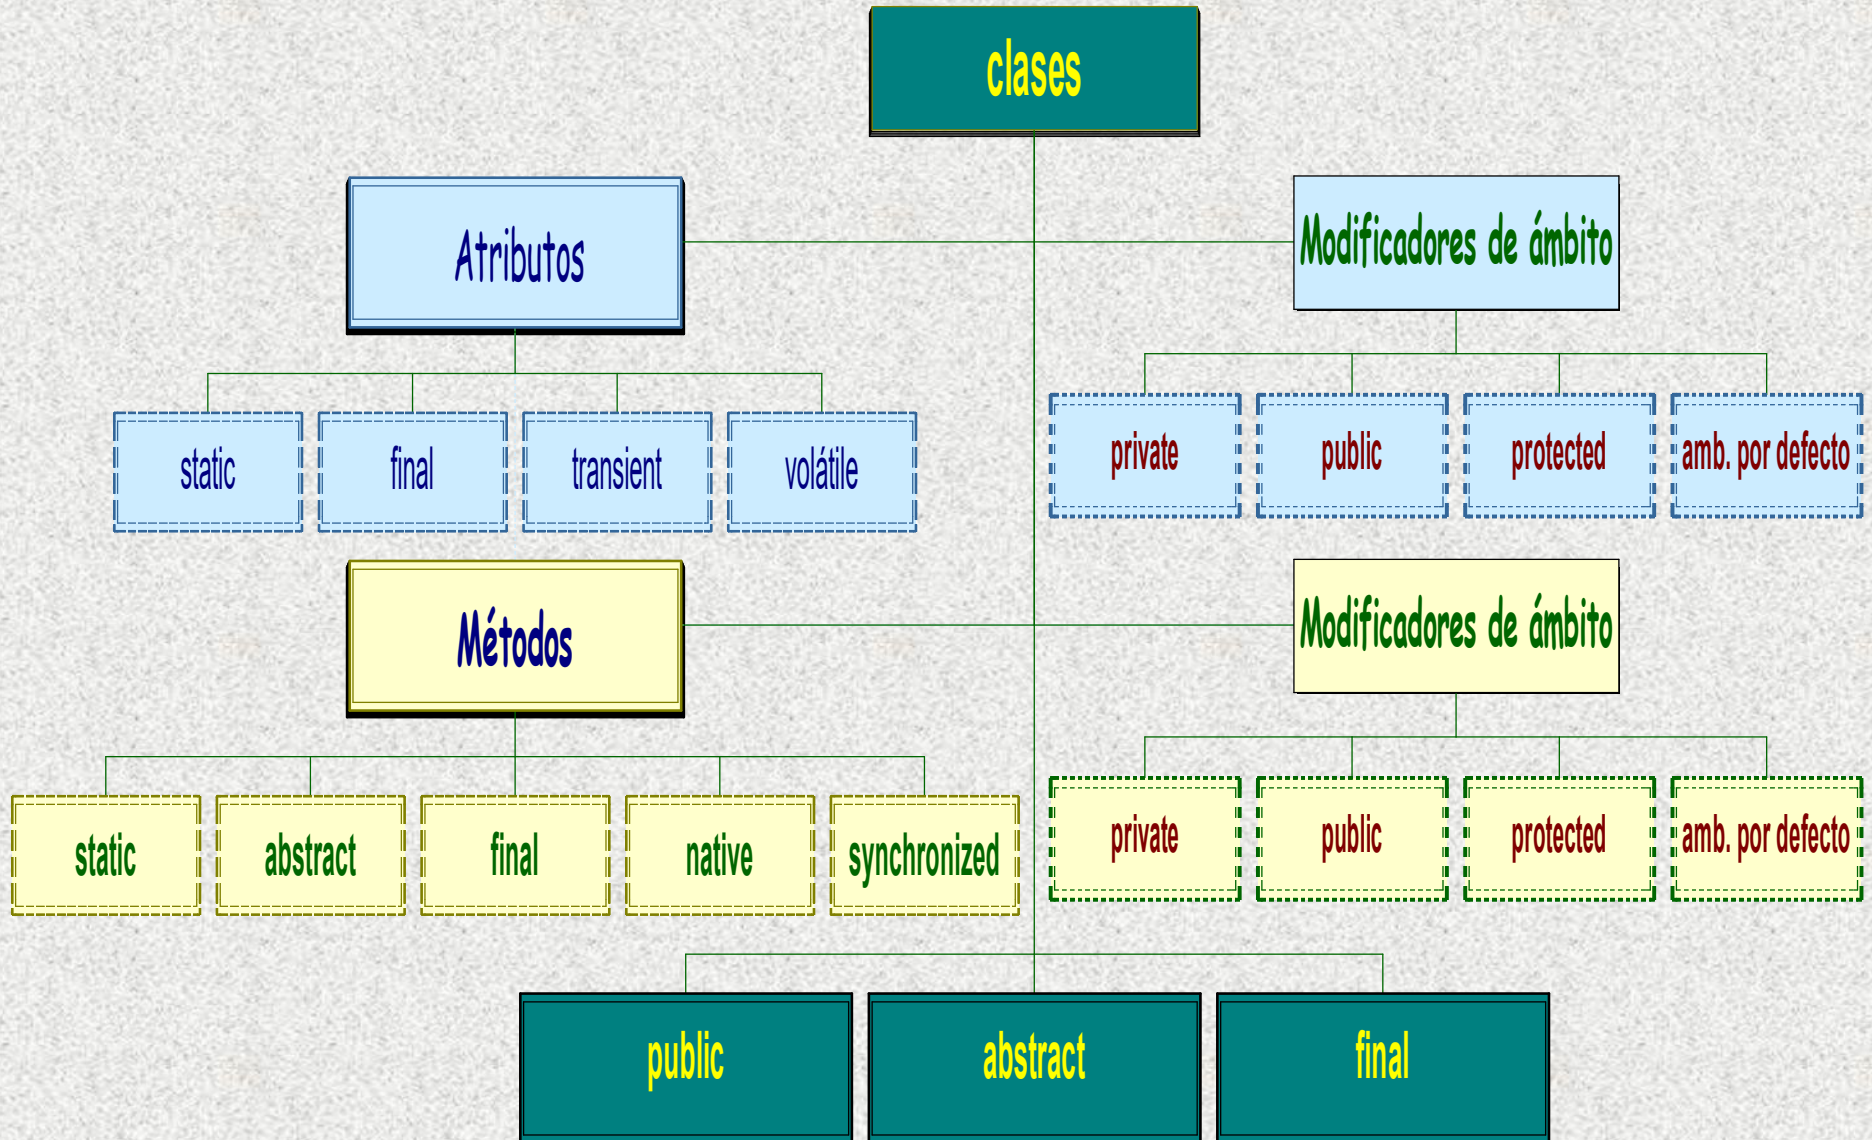 clases
Atributos
Modificadores de ámbito
static
final
transient
volátile
private
public
protected
amb. por defecto
Métodos
Modificadores de ámbito
static
abstract
final
native
synchronized
private
public
protected
amb. por defecto
public
abstract
final